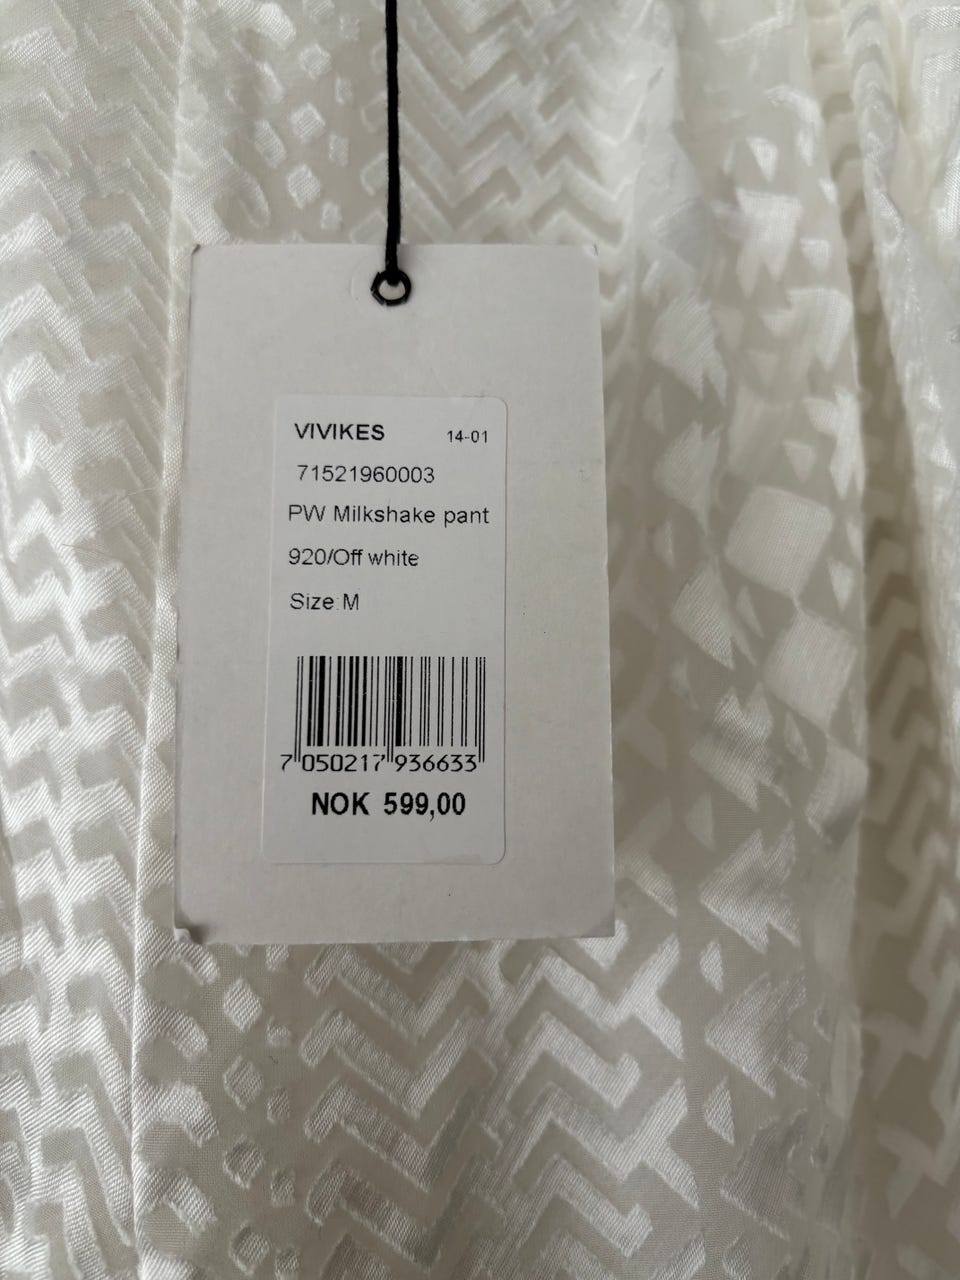 VIVIKES 14-01
71521960003
PW Milkshake pant
920/Off white
Size:M
7 050217 936633
NOK 599,00